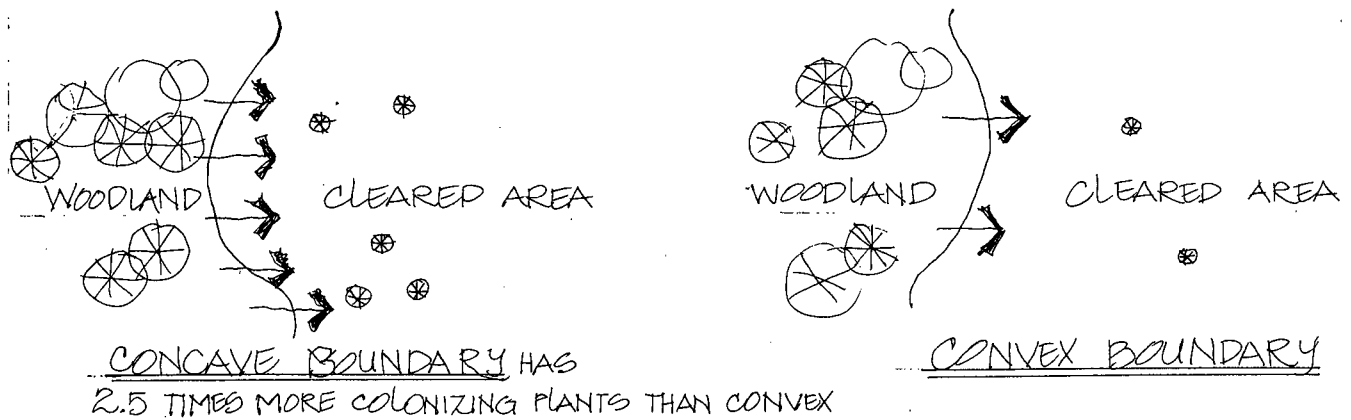 WOODLAND CLEARED AREA
WOODLAND CLEARED AREA
CONCAVE BOUNDARY HAS
2.5 TIMES MORE COLONIZING PLANTS THAN CONVEX
CONVEX BOUNDARY